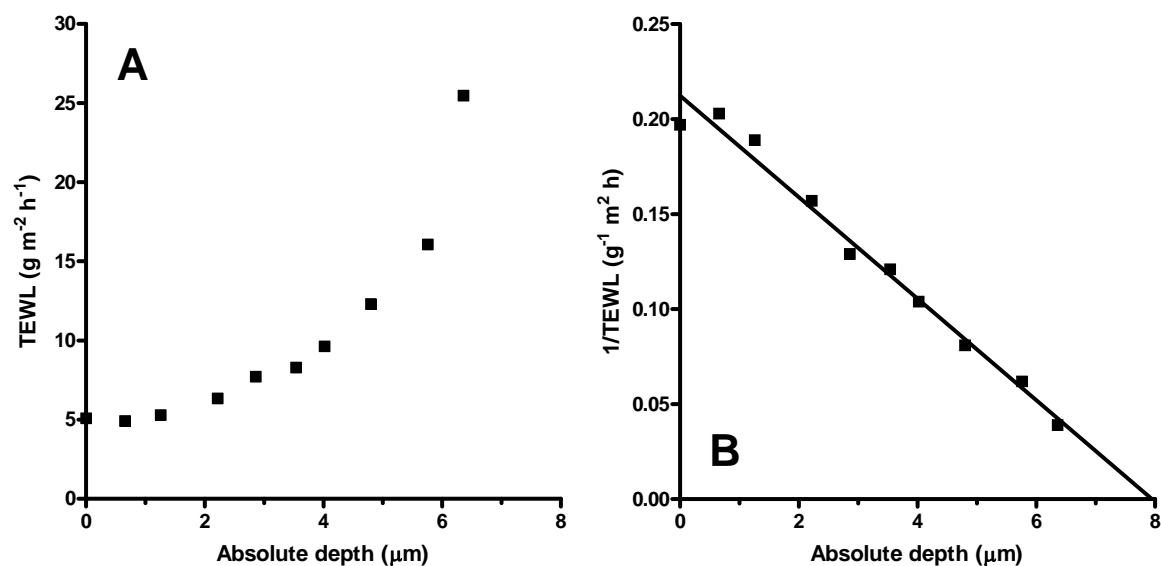 A
30
25
20
15
10
5
0
TEWL (g m⁻² h⁻¹)
0 2 4 6 8
Absolute depth (μm)
B
0.25
0.20
0.15
0.10
0.05
0.00
1/TEWL (g⁻¹ m² h)
0 2 4 6 8
Absolute depth (μm)